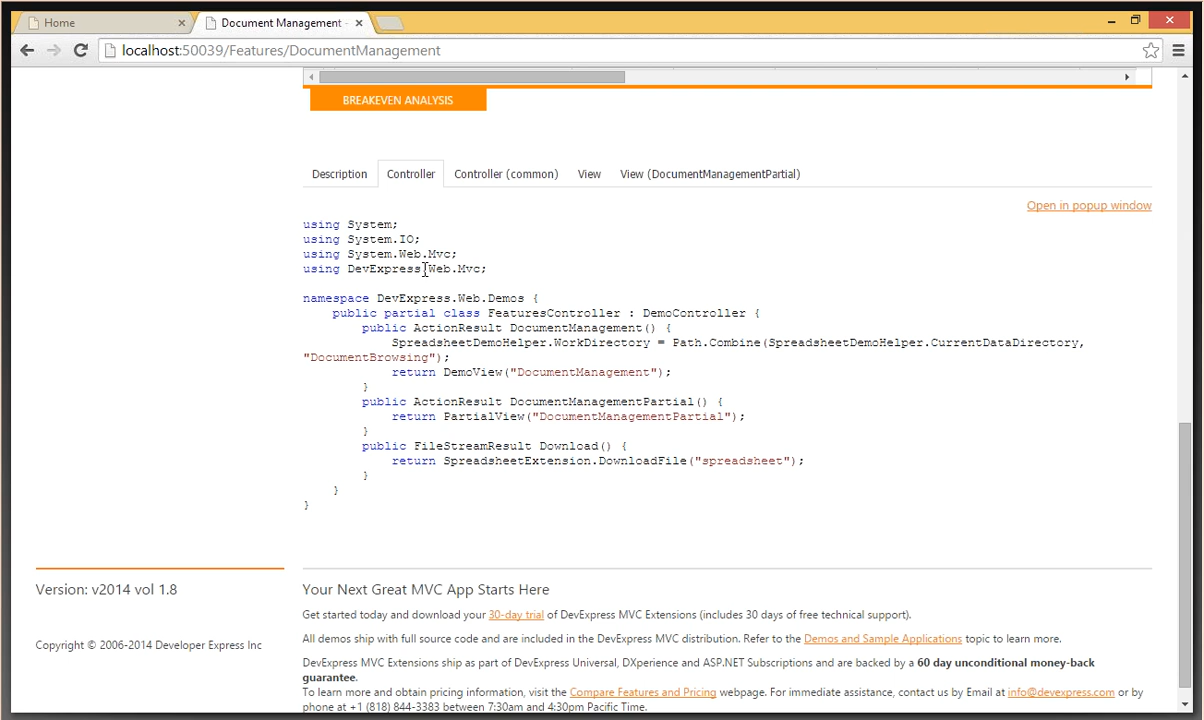 Home
Document Management -
localhost:50039/Features/DocumentManagement
BREAKEVEN ANALYSIS
Description Controller Controller (common) View View (DocumentManagementPartial)
Open in popup window
using System;
using System.IO;
using System.Web.Mvc;
using DevExpress.Web.Mvc;
namespace DevExpress.Web.Demos {
public partial class FeaturesController : DemoController {
public ActionResult DocumentManagement() {
SpreadsheetDemoHelper.WorkDirectory = Path.Combine(SpreadsheetDemoHelper.CurrentDataDirectory,
"DocumentBrowsing");
return DemoView("DocumentManagement");
}
public ActionResult DocumentManagementPartial() {
return PartialView("DocumentManagementPartial");
}
public FileStreamResult Download() {
return SpreadsheetExtension.DownloadFile("spreadsheet");
}
}
}
Version: v2014 vol 1.8
Copyright © 2006-2014 Developer Express Inc
Your Next Great MVC App Starts Here
Get started today and download your 30-day trial of DevExpress MVC Extensions (includes 30 days of free technical support).
All demos ship with full source code and are included in the DevExpress MVC distribution. Refer to the Demos and Sample Applications topic to learn more.
DevExpress MVC Extensions ship as part of DevExpress Universal, DXperience and ASP.NET Subscriptions and are backed by a 60 day unconditional money-back
guarantee.
To learn more and obtain pricing information, visit the Compare Features and Pricing webpage. For immediate assistance, contact us by Email at info@devexpress.com or by
phone at +1 (818) 844-3383 between 7:30am and 4:30pm Pacific Time.